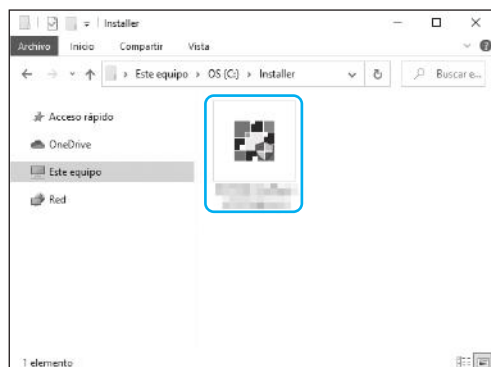 Installer
Archivo Inicio Compartir Vista
Este equipo > OS (C:) > Installer
Buscar e...
Acceso rápido
OneDrive
Este equipo
Red
1 elemento